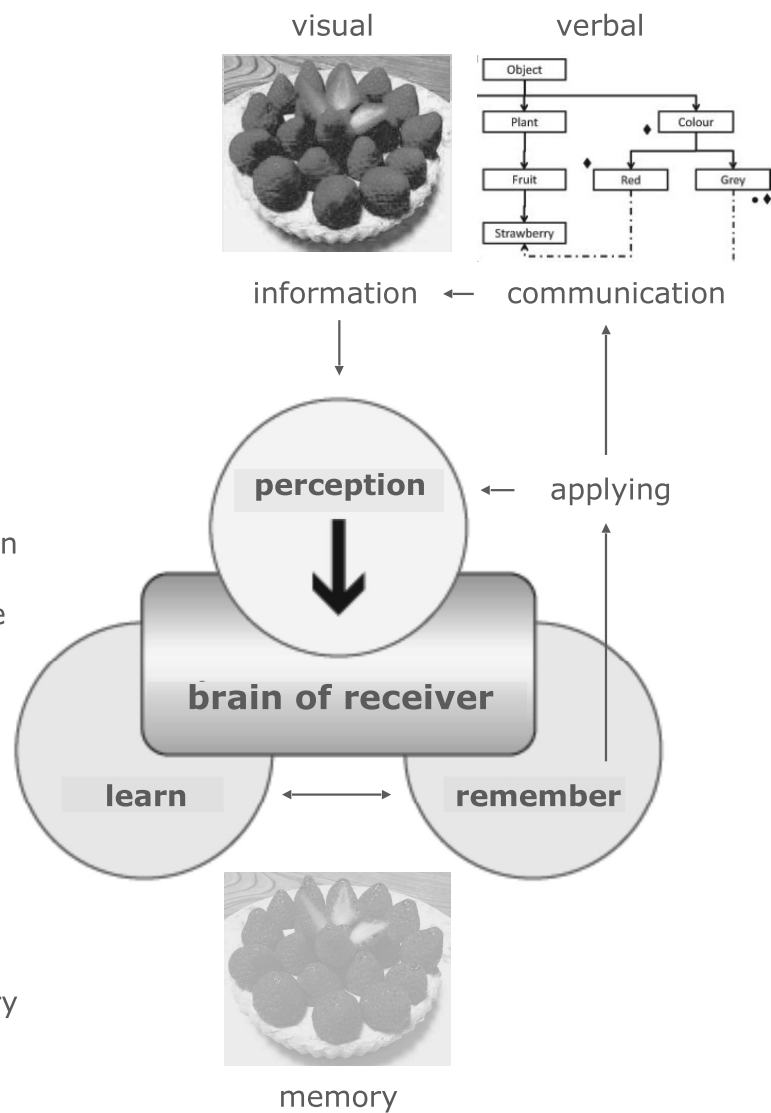 visual verbal
Object
Plant Colour
Fruit Red Grey
Strawberry
information communication
perception applying
n
e
brain of receiver
learn remember
ry
memory